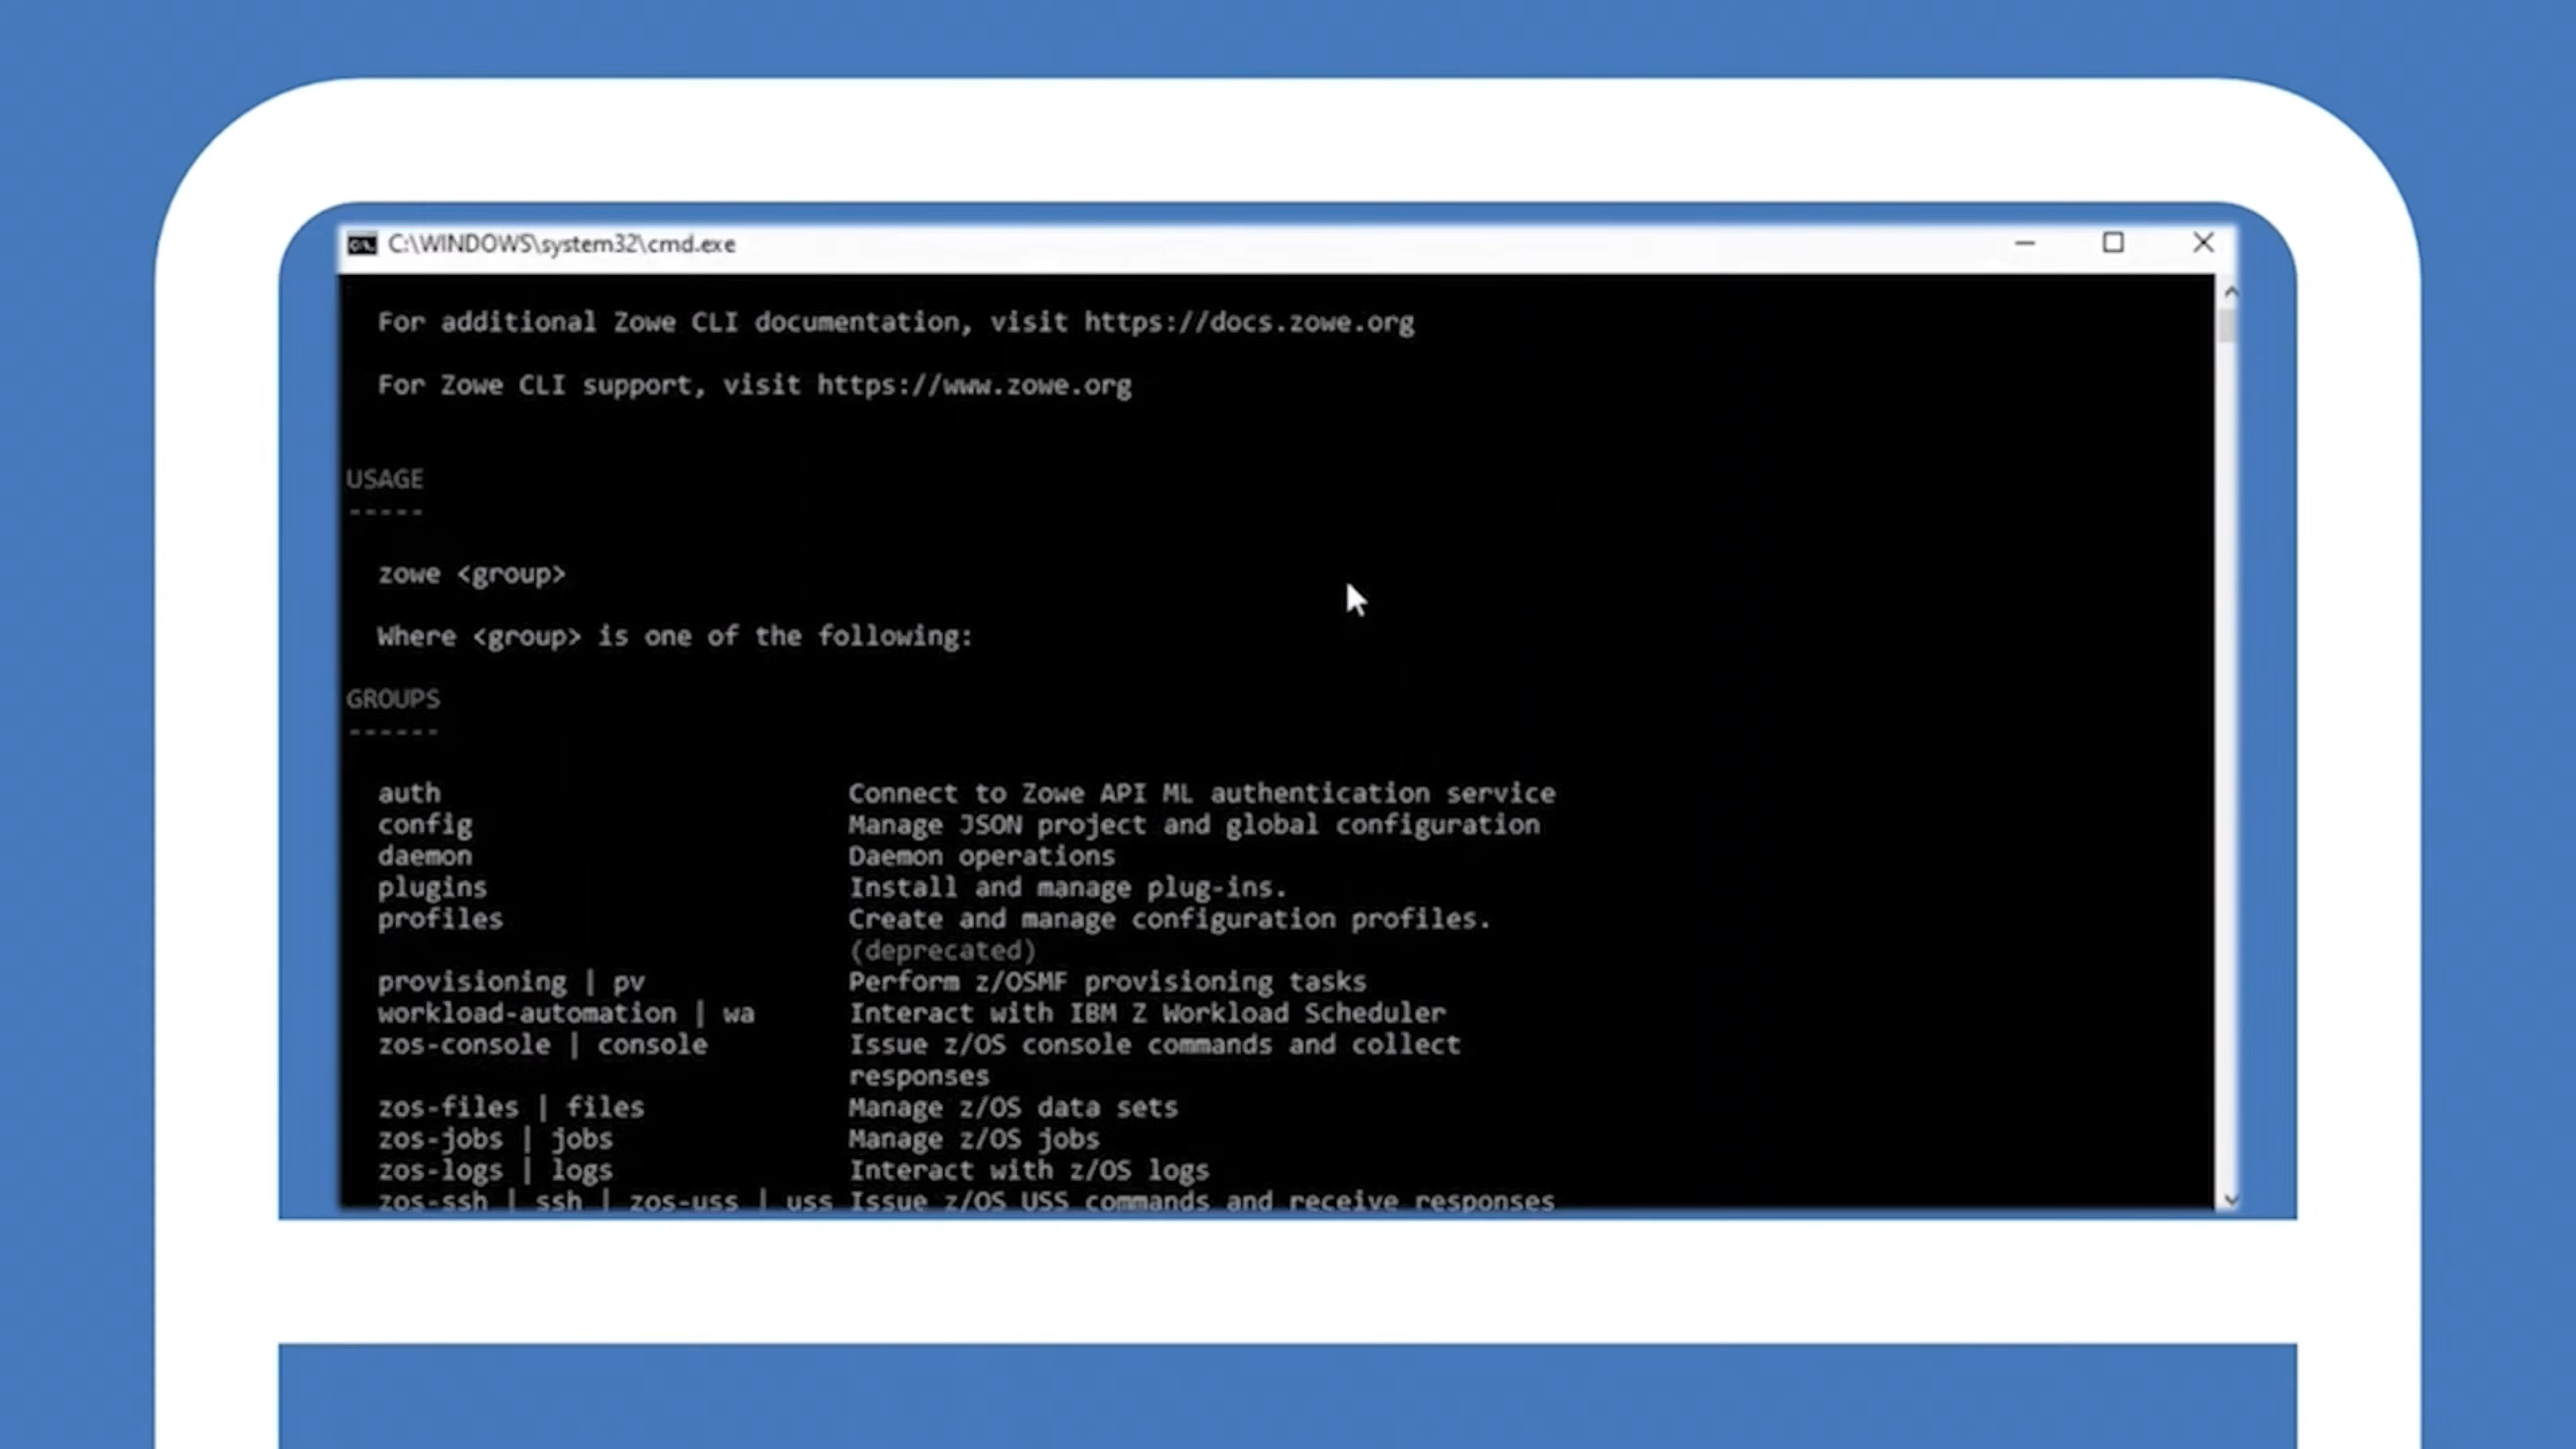 C:\WINDOWS\system32\cmd.exe
For additional Zowe CLI documentation, visit https://docs.zowe.org
For Zowe CLI support, visit https://www.zowe.org
USAGE
-----
zowe <group>
Where <group> is one of the following:
GROUPS
------
auth Connect to Zowe API ML authentication service
config Manage JSON project and global configuration
daemon Daemon operations
plugins Install and manage plug-ins.
profiles Create and manage configuration profiles.
(deprecated)
provisioning | pv Perform z/OSMF provisioning tasks
workload-automation | wa Interact with IBM Z Workload Scheduler
zos-console | console Issue z/OS console commands and collect
responses
zos-files | files Manage z/OS data sets
zos-jobs | jobs Manage z/OS jobs
zos-logs | logs Interact with z/OS logs
zos-ssh | ssh | zos-uss | uss Issue z/OS USS commands and receive responses